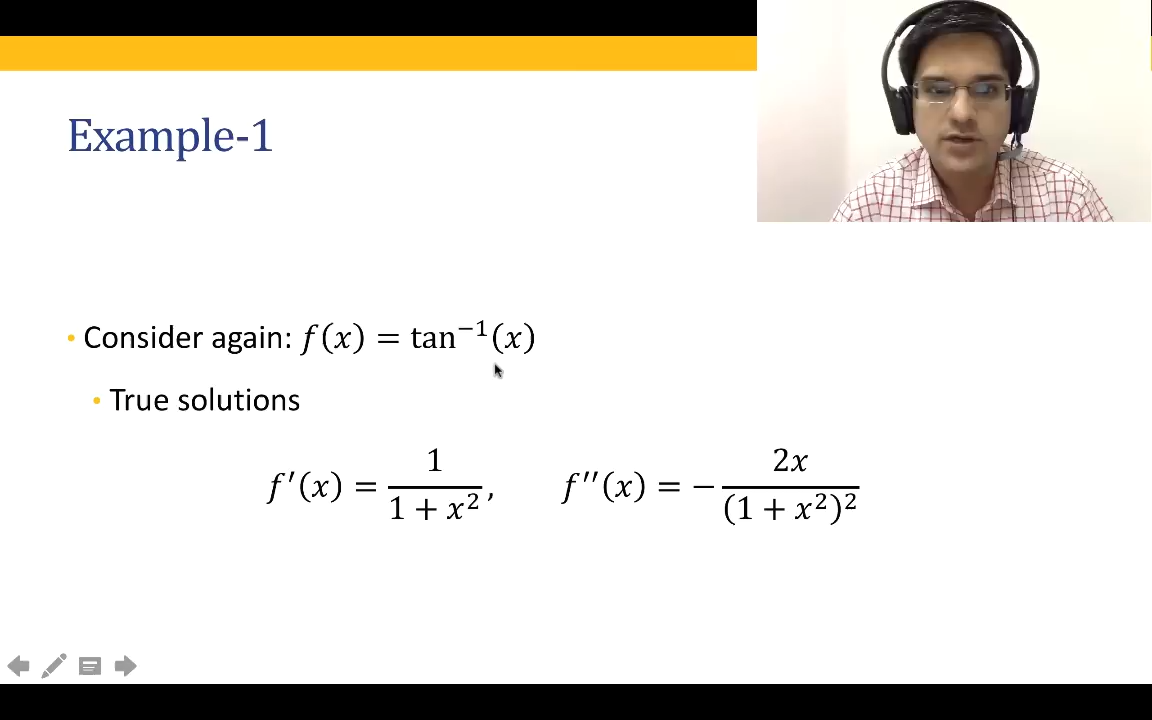 Example-1
• Consider again: f(x) = tan⁻¹(x)
• True solutions
f′(x) = 1/(1 + x²), f″(x) = − 2x/(1 + x²)²